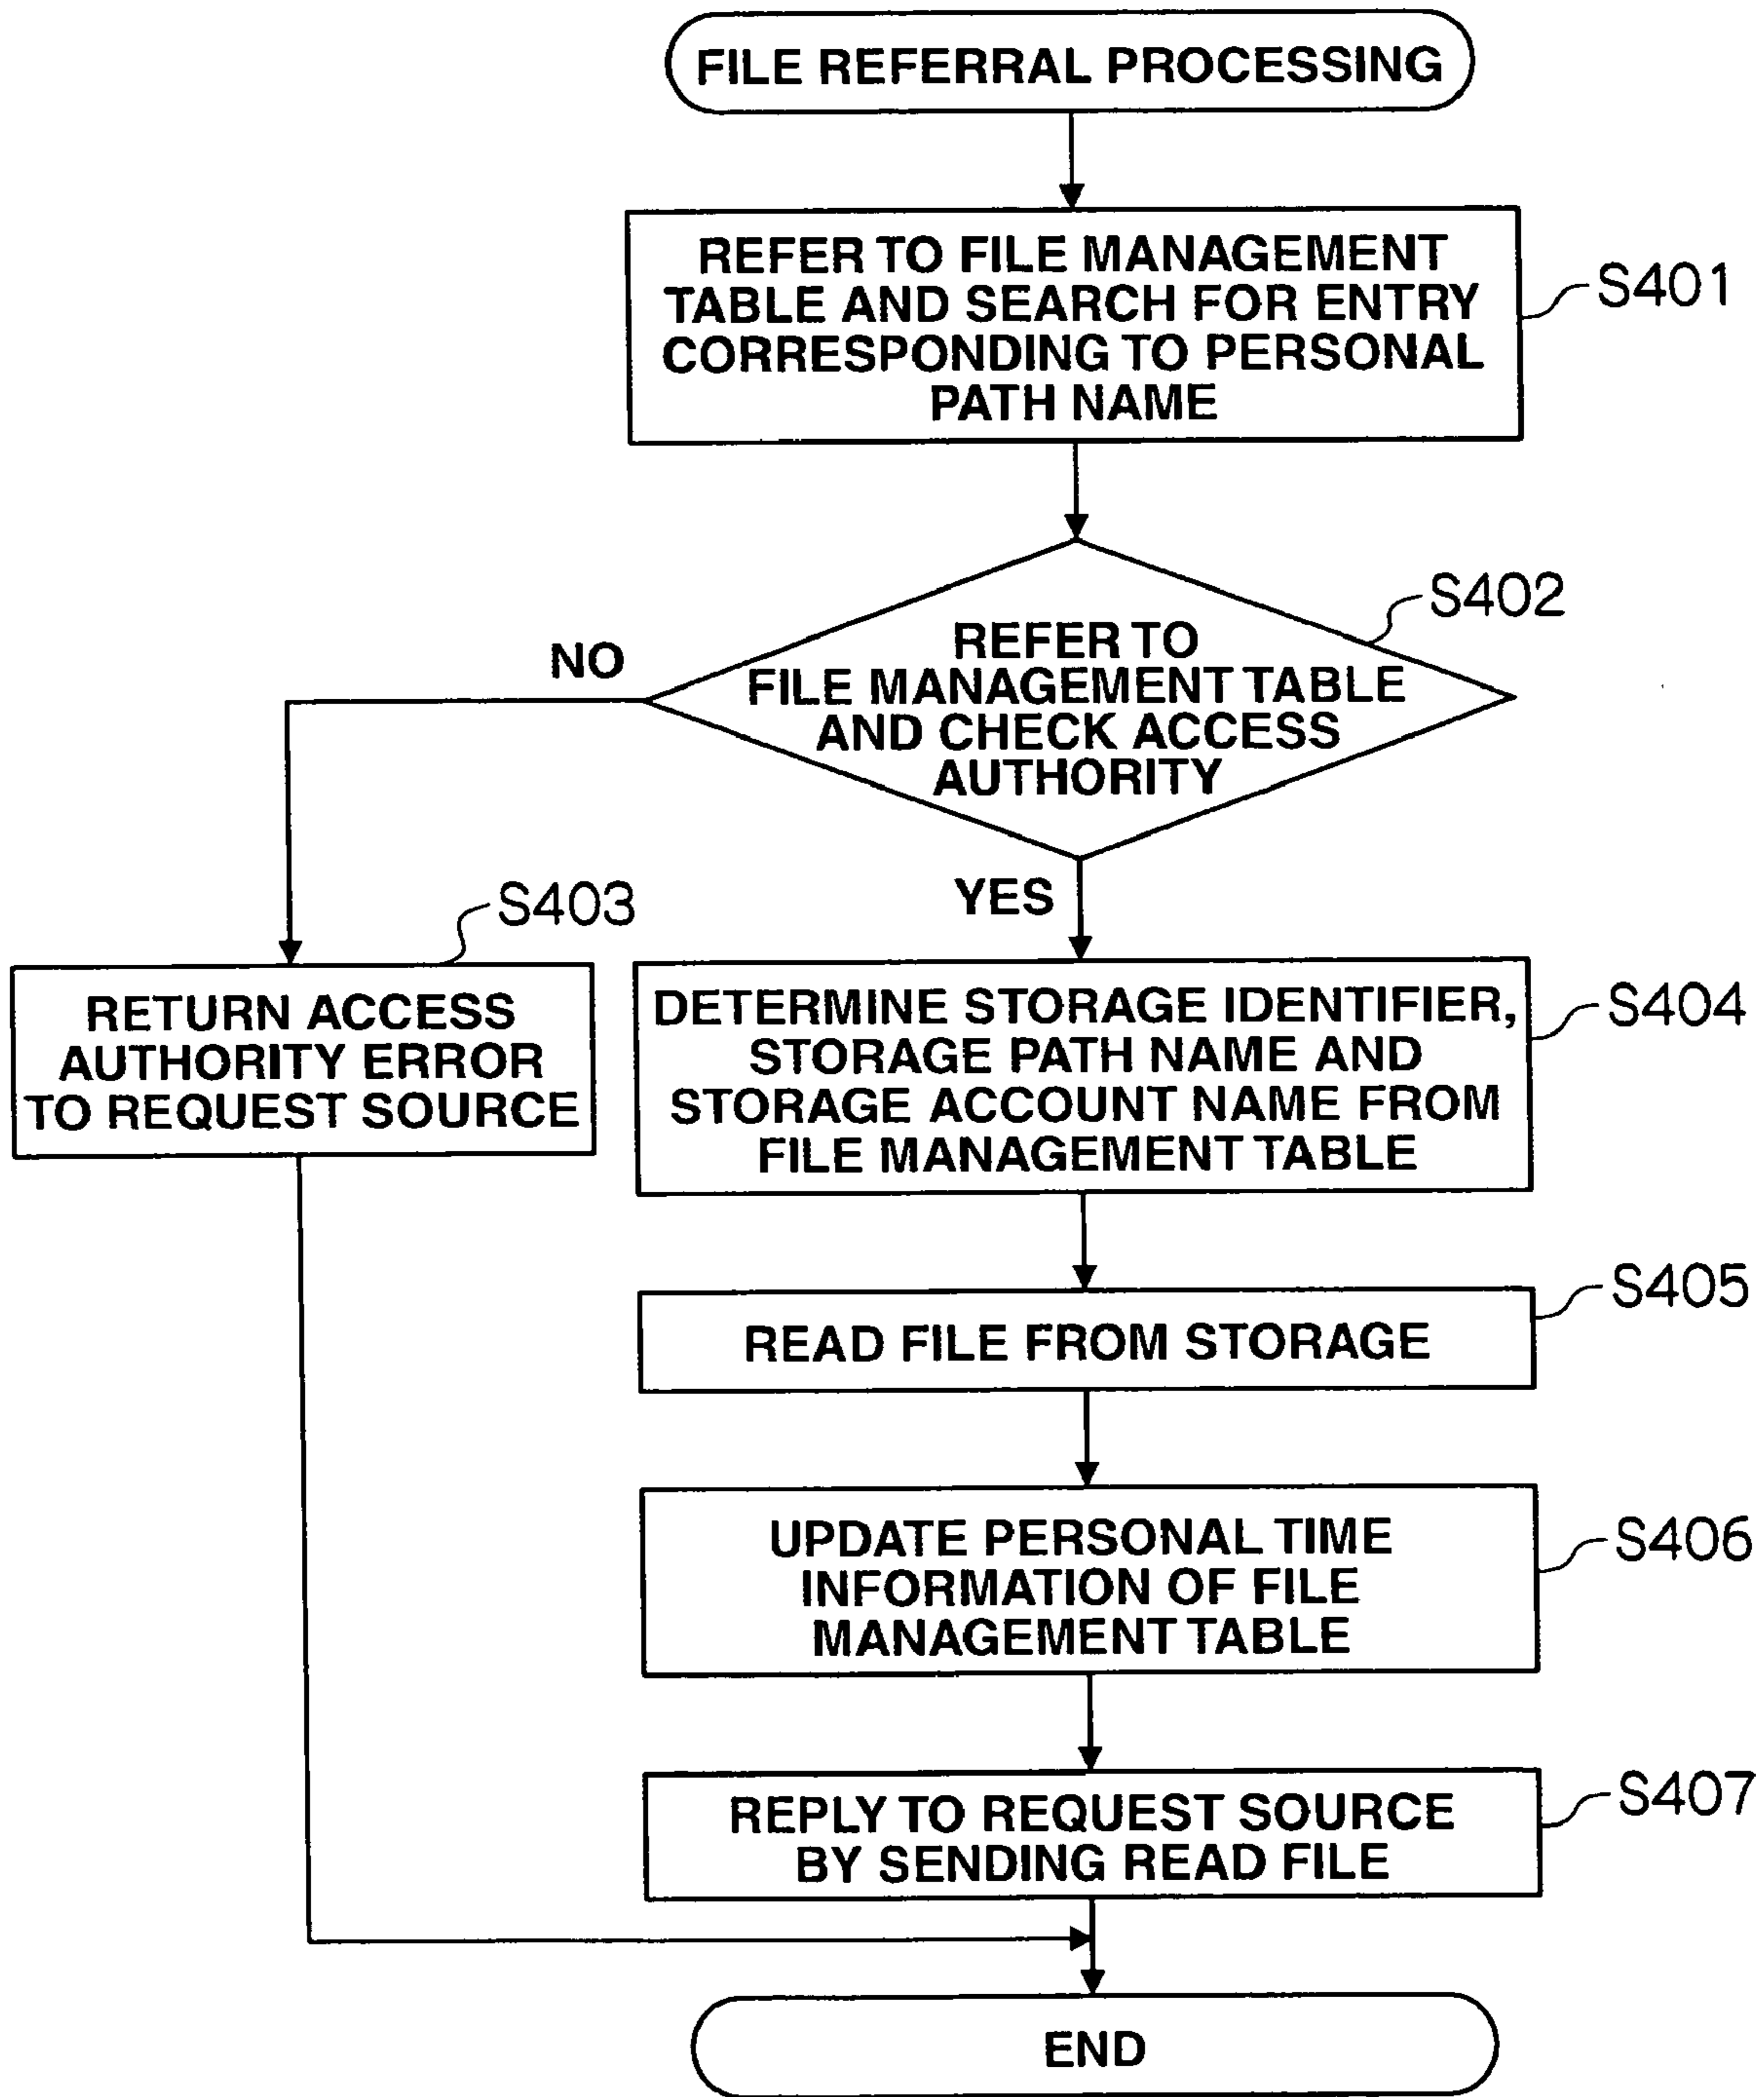 FILE REFERRAL PROCESSING
REFER TO FILE MANAGEMENT
TABLE AND SEARCH FOR ENTRY
CORRESPONDING TO PERSONAL
PATH NAME
S401
S402
REFER TO
FILE MANAGEMENT TABLE
AND CHECK ACCESS
AUTHORITY
NO
YES
S403
RETURN ACCESS
AUTHORITY ERROR
TO REQUEST SOURCE
DETERMINE STORAGE IDENTIFIER,
STORAGE PATH NAME AND
STORAGE ACCOUNT NAME FROM
FILE MANAGEMENT TABLE
S404
READ FILE FROM STORAGE
S405
UPDATE PERSONAL TIME
INFORMATION OF FILE
MANAGEMENT TABLE
S406
REPLY TO REQUEST SOURCE
BY SENDING READ FILE
S407
END